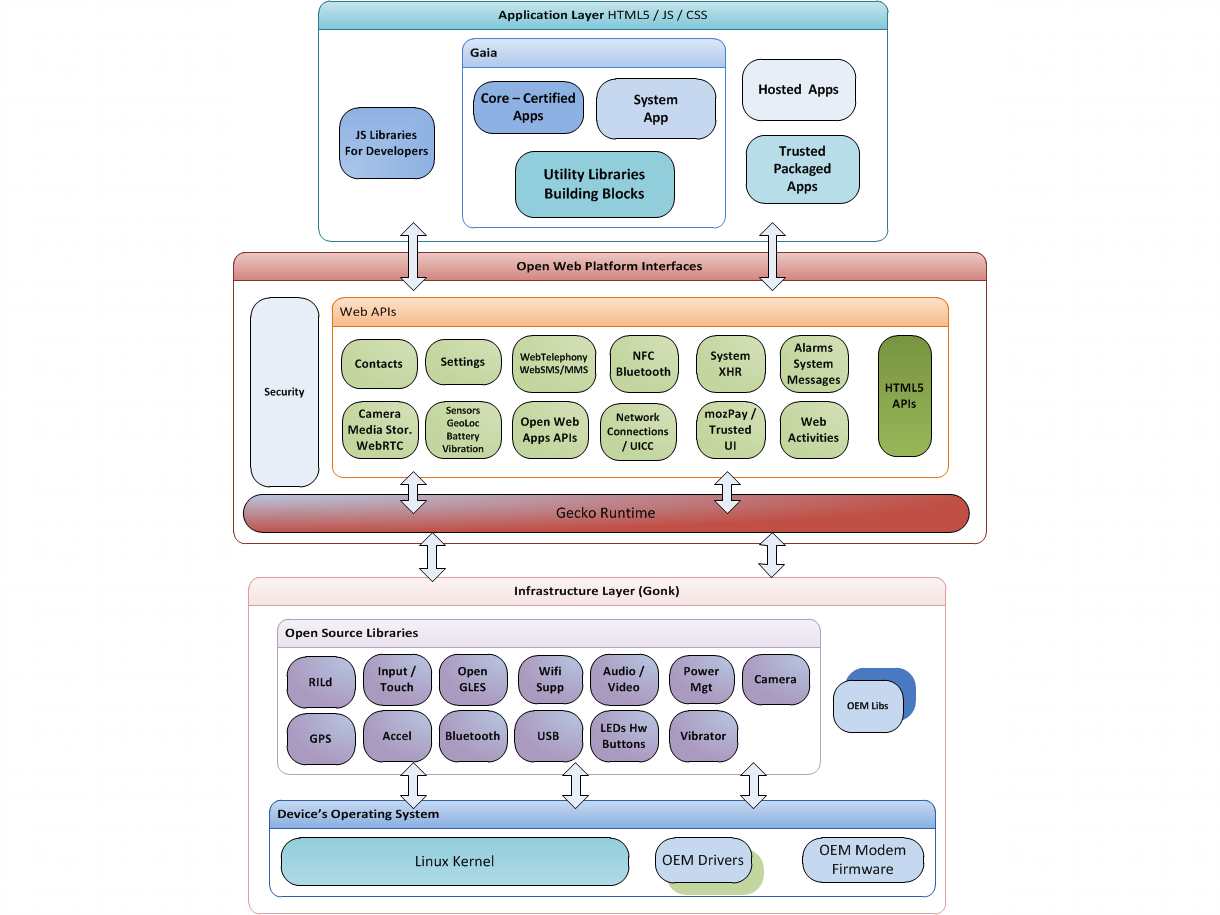 Application Layer HTML5 / JS / CSS
Gaia
Core – Certified
Apps
System
App
Hosted Apps
JS Libraries
For Developers
Utility Libraries
Building Blocks
Trusted
Packaged
Apps
Open Web Platform Interfaces
Security
Web APIs
Contacts
Settings
WebTelephony
WebSMS/MMS
NFC
Bluetooth
System
XHR
Alarms
System
Messages
HTML5
APIs
Camera
Media Stor.
WebRTC
Sensors
GeoLoc
Battery
Vibration
Open Web
Apps APIs
Network
Connections
/ UICC
mozPay /
Trusted
UI
Web
Activities
Gecko Runtime
Infrastructure Layer (Gonk)
Open Source Libraries
RILd
Input /
Touch
Open
GLES
Wifi
Supp
Audio /
Video
Power
Mgt
Camera
OEM Libs
GPS
Accel
Bluetooth
USB
LEDs Hw
Buttons
Vibrator
Device's Operating System
Linux Kernel
OEM Drivers
OEM Modem
Firmware